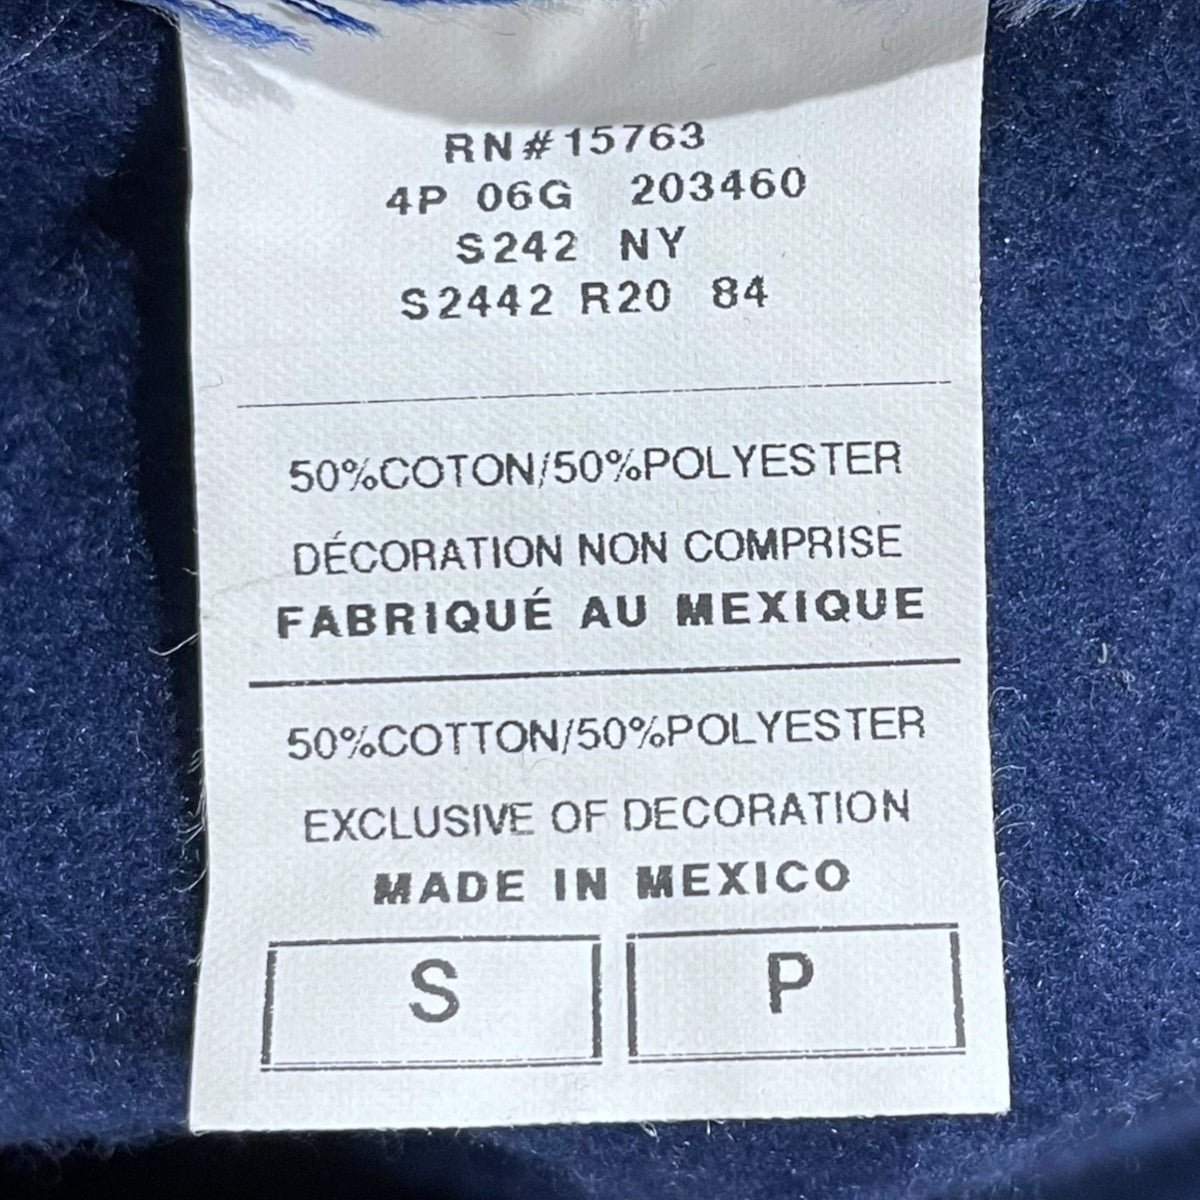 RN#15763
4P 06G 203460
S242 NY
S2442 R20 84
50%COTON/50%POLYESTER
DÉCORATION NON COMPRISE
FABRIQUÉ AU MEXIQUE
50%COTTON/50%POLYESTER
EXCLUSIVE OF DECORATION
MADE IN MEXICO
S P